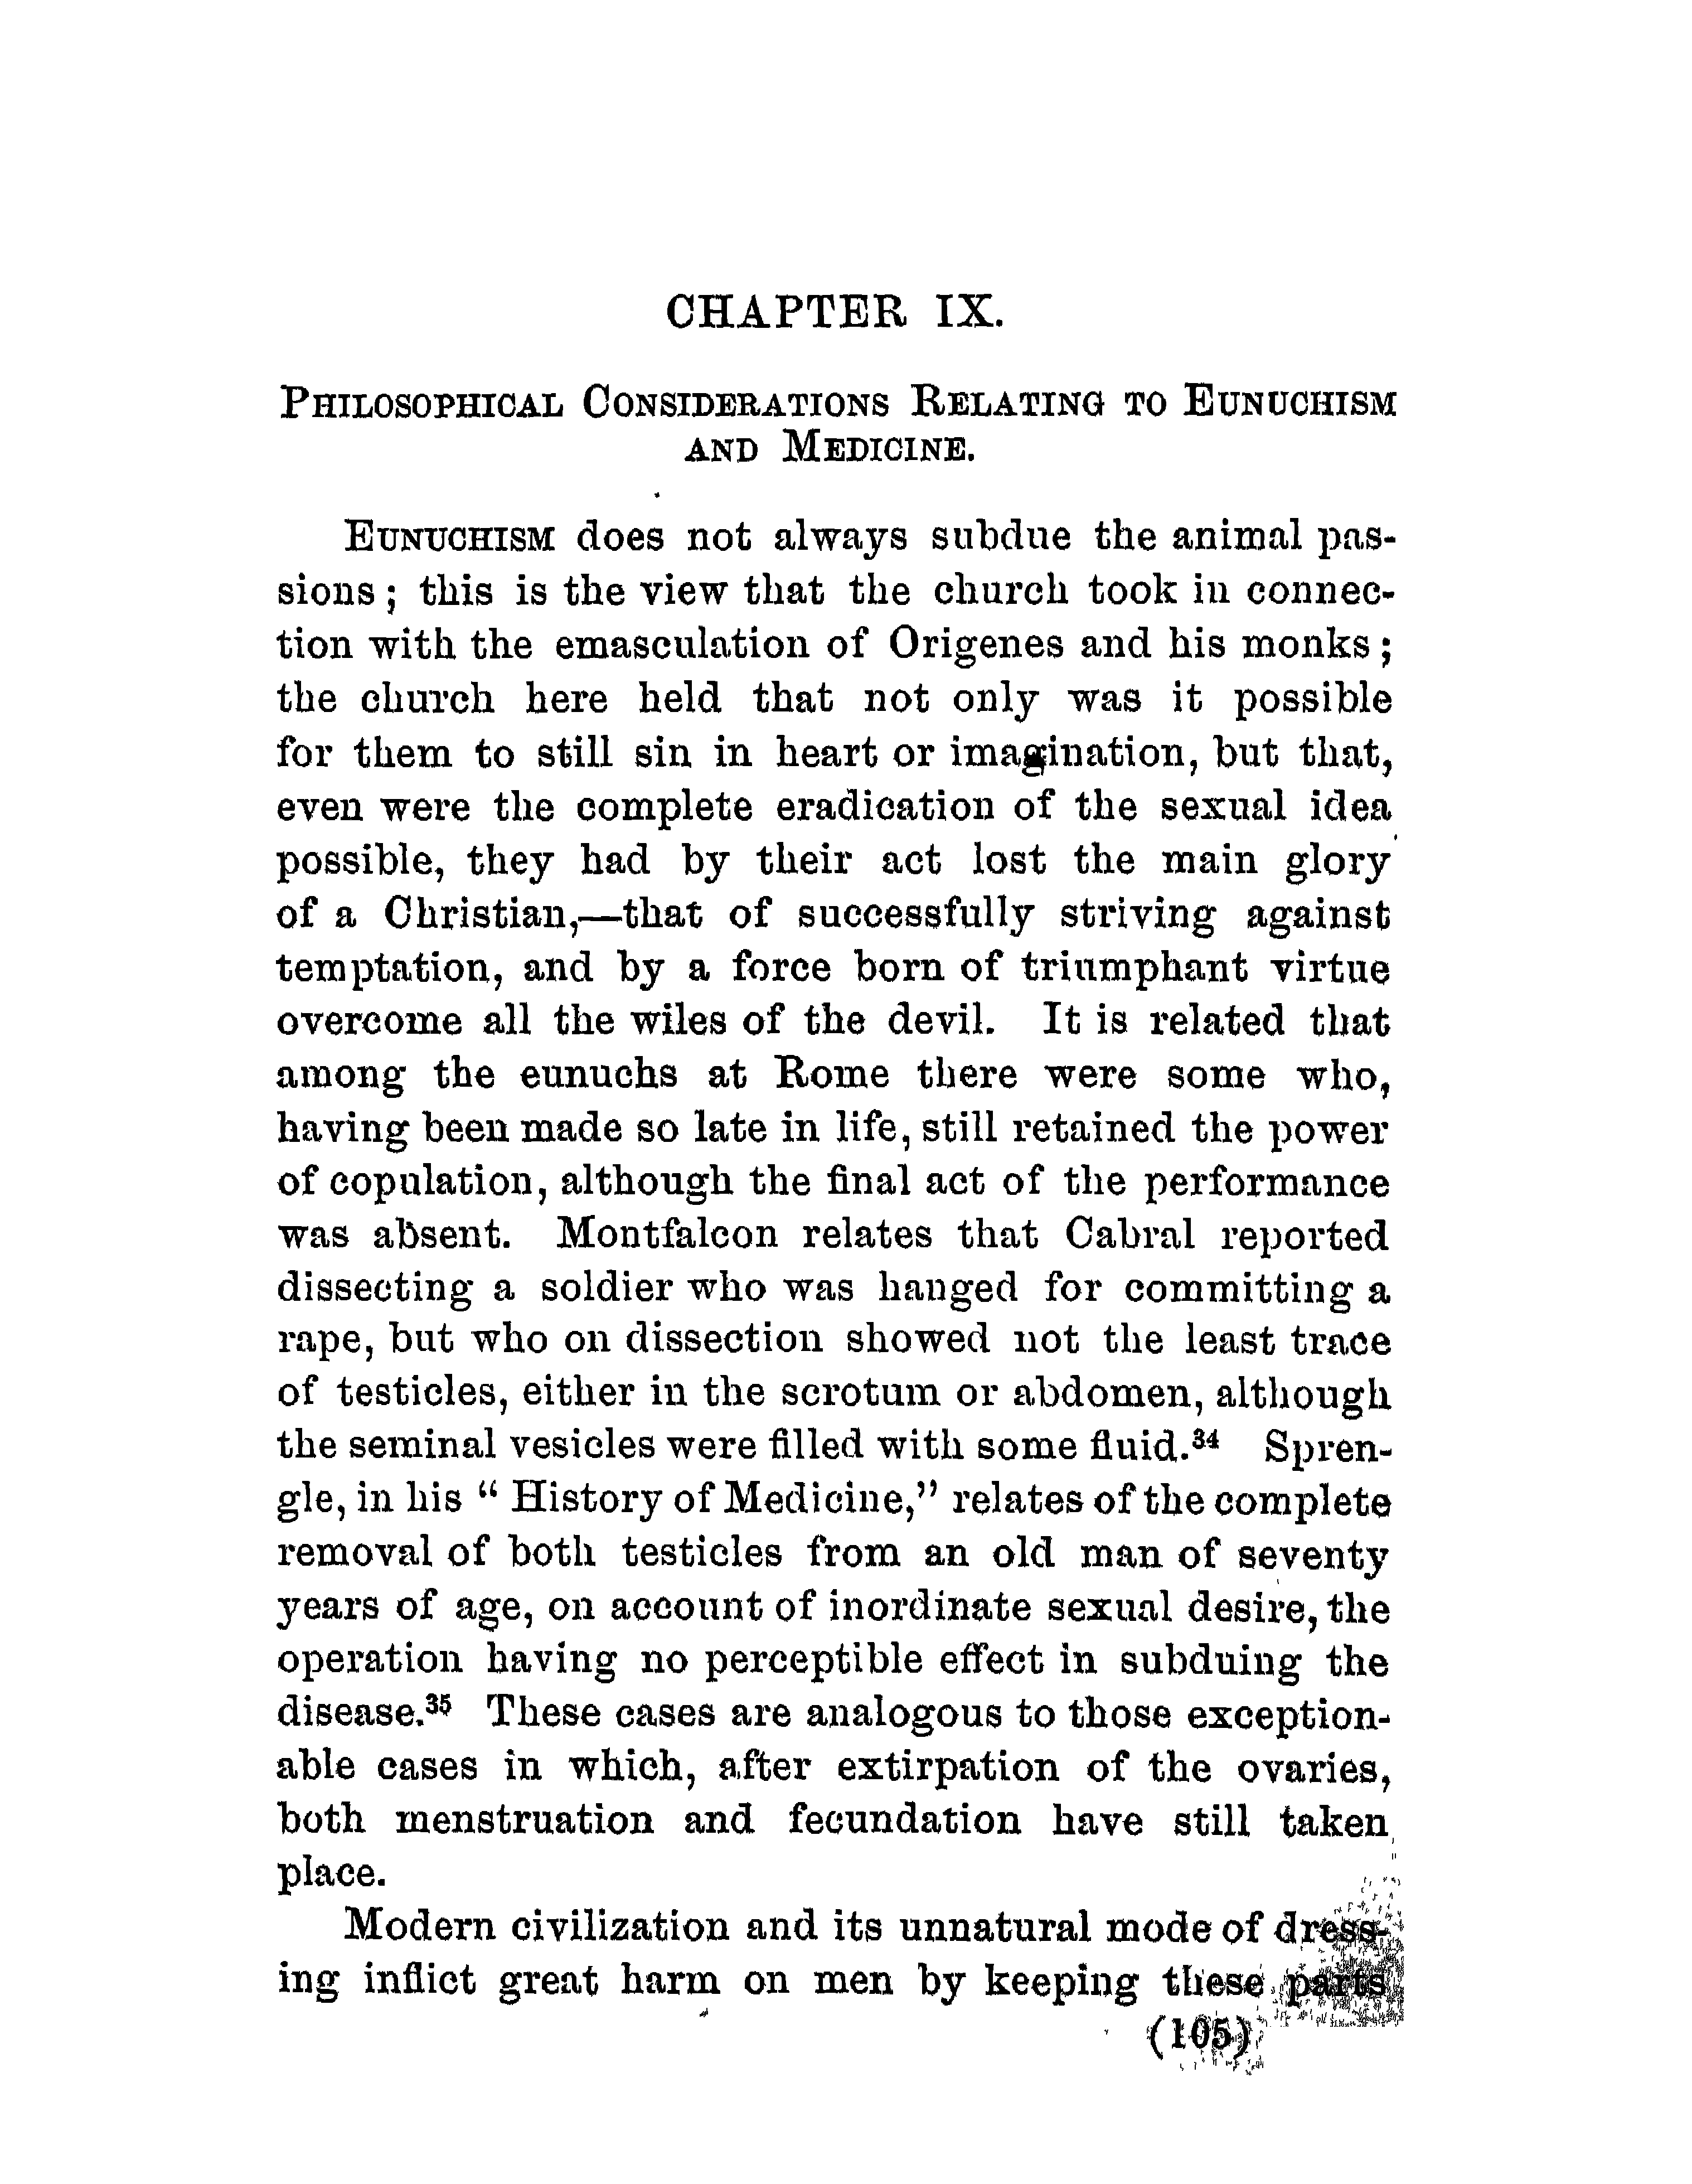 CHAPTER IX.
PHILOSOPHICAL CONSIDERATIONS RELATING TO EUNUCHISM
AND MEDICINE.
EUNUCHISM does not always subdue the animal pas-
sions; this is the view that the church took in connec-
tion with the emasculation of Origenes and his monks;
the church here held that not only was it possible
for them to still sin in heart or imagination, but that,
even were the complete eradication of the sexual idea
possible, they had by their act lost the main glory
of a Christian,—that of successfully striving against
temptation, and by a force born of triumphant virtue
overcome all the wiles of the devil. It is related that
among the eunuchs at Rome there were some who,
having been made so late in life, still retained the power
of copulation, although the final act of the performance
was absent. Montfalcon relates that Cabral reported
dissecting a soldier who was hanged for committing a
rape, but who on dissection showed not the least trace
of testicles, either in the scrotum or abdomen, although
the seminal vesicles were filled with some fluid.³⁴ Spren-
gle, in his “ History of Medicine,” relates of the complete
removal of both testicles from an old man of seventy
years of age, on account of inordinate sexual desire, the
operation having no perceptible effect in subduing the
disease.³⁵ These cases are analogous to those exception-
able cases in which, after extirpation of the ovaries,
both menstruation and fecundation have still taken
place.
Modern civilization and its unnatural mode of dress-
ing inflict great harm on men by keeping these parts
(105)